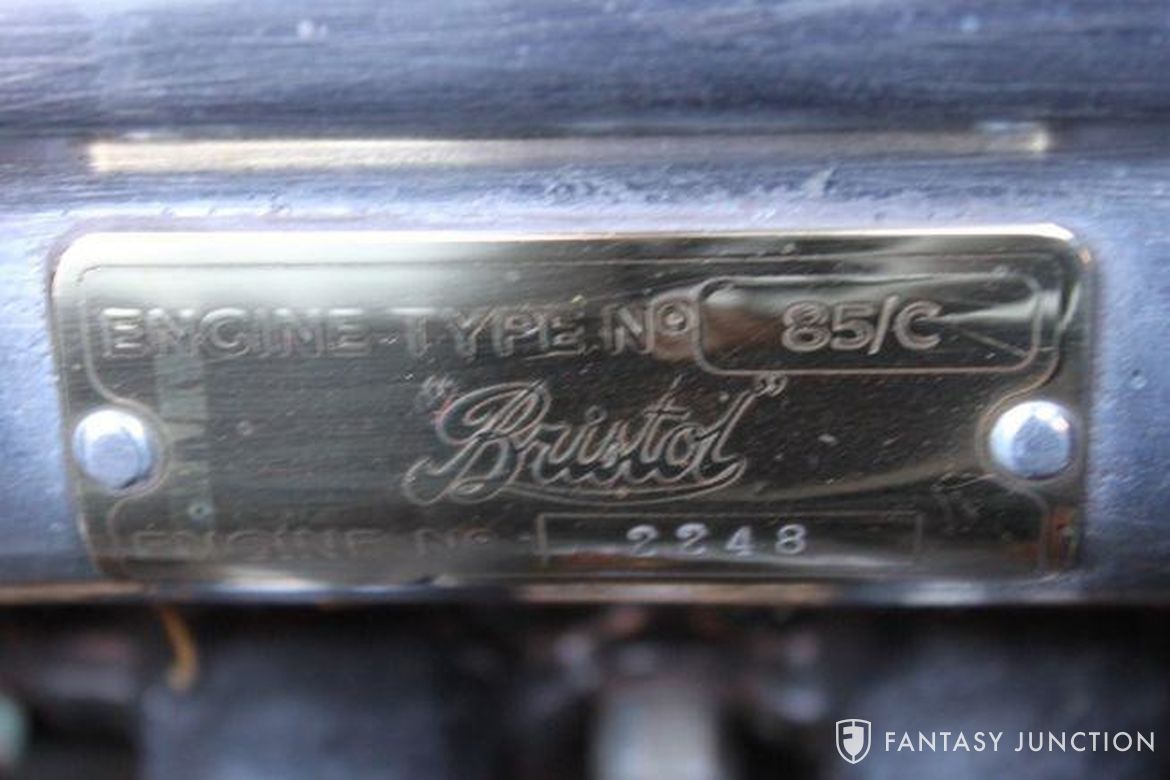 ENGINE TYPE Nº 85/C
"Bristol"
ENGINE Nº 2248
FANTASY JUNCTION